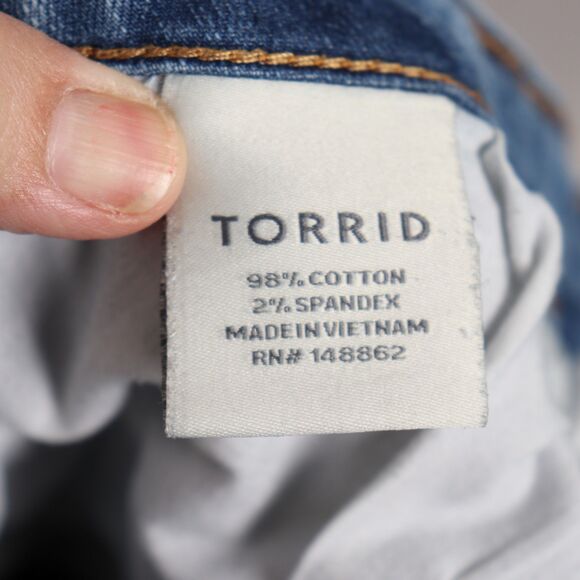 TORRID
98% COTTON
2% SPANDEX
MADE IN VIETNAM
RN# 148862